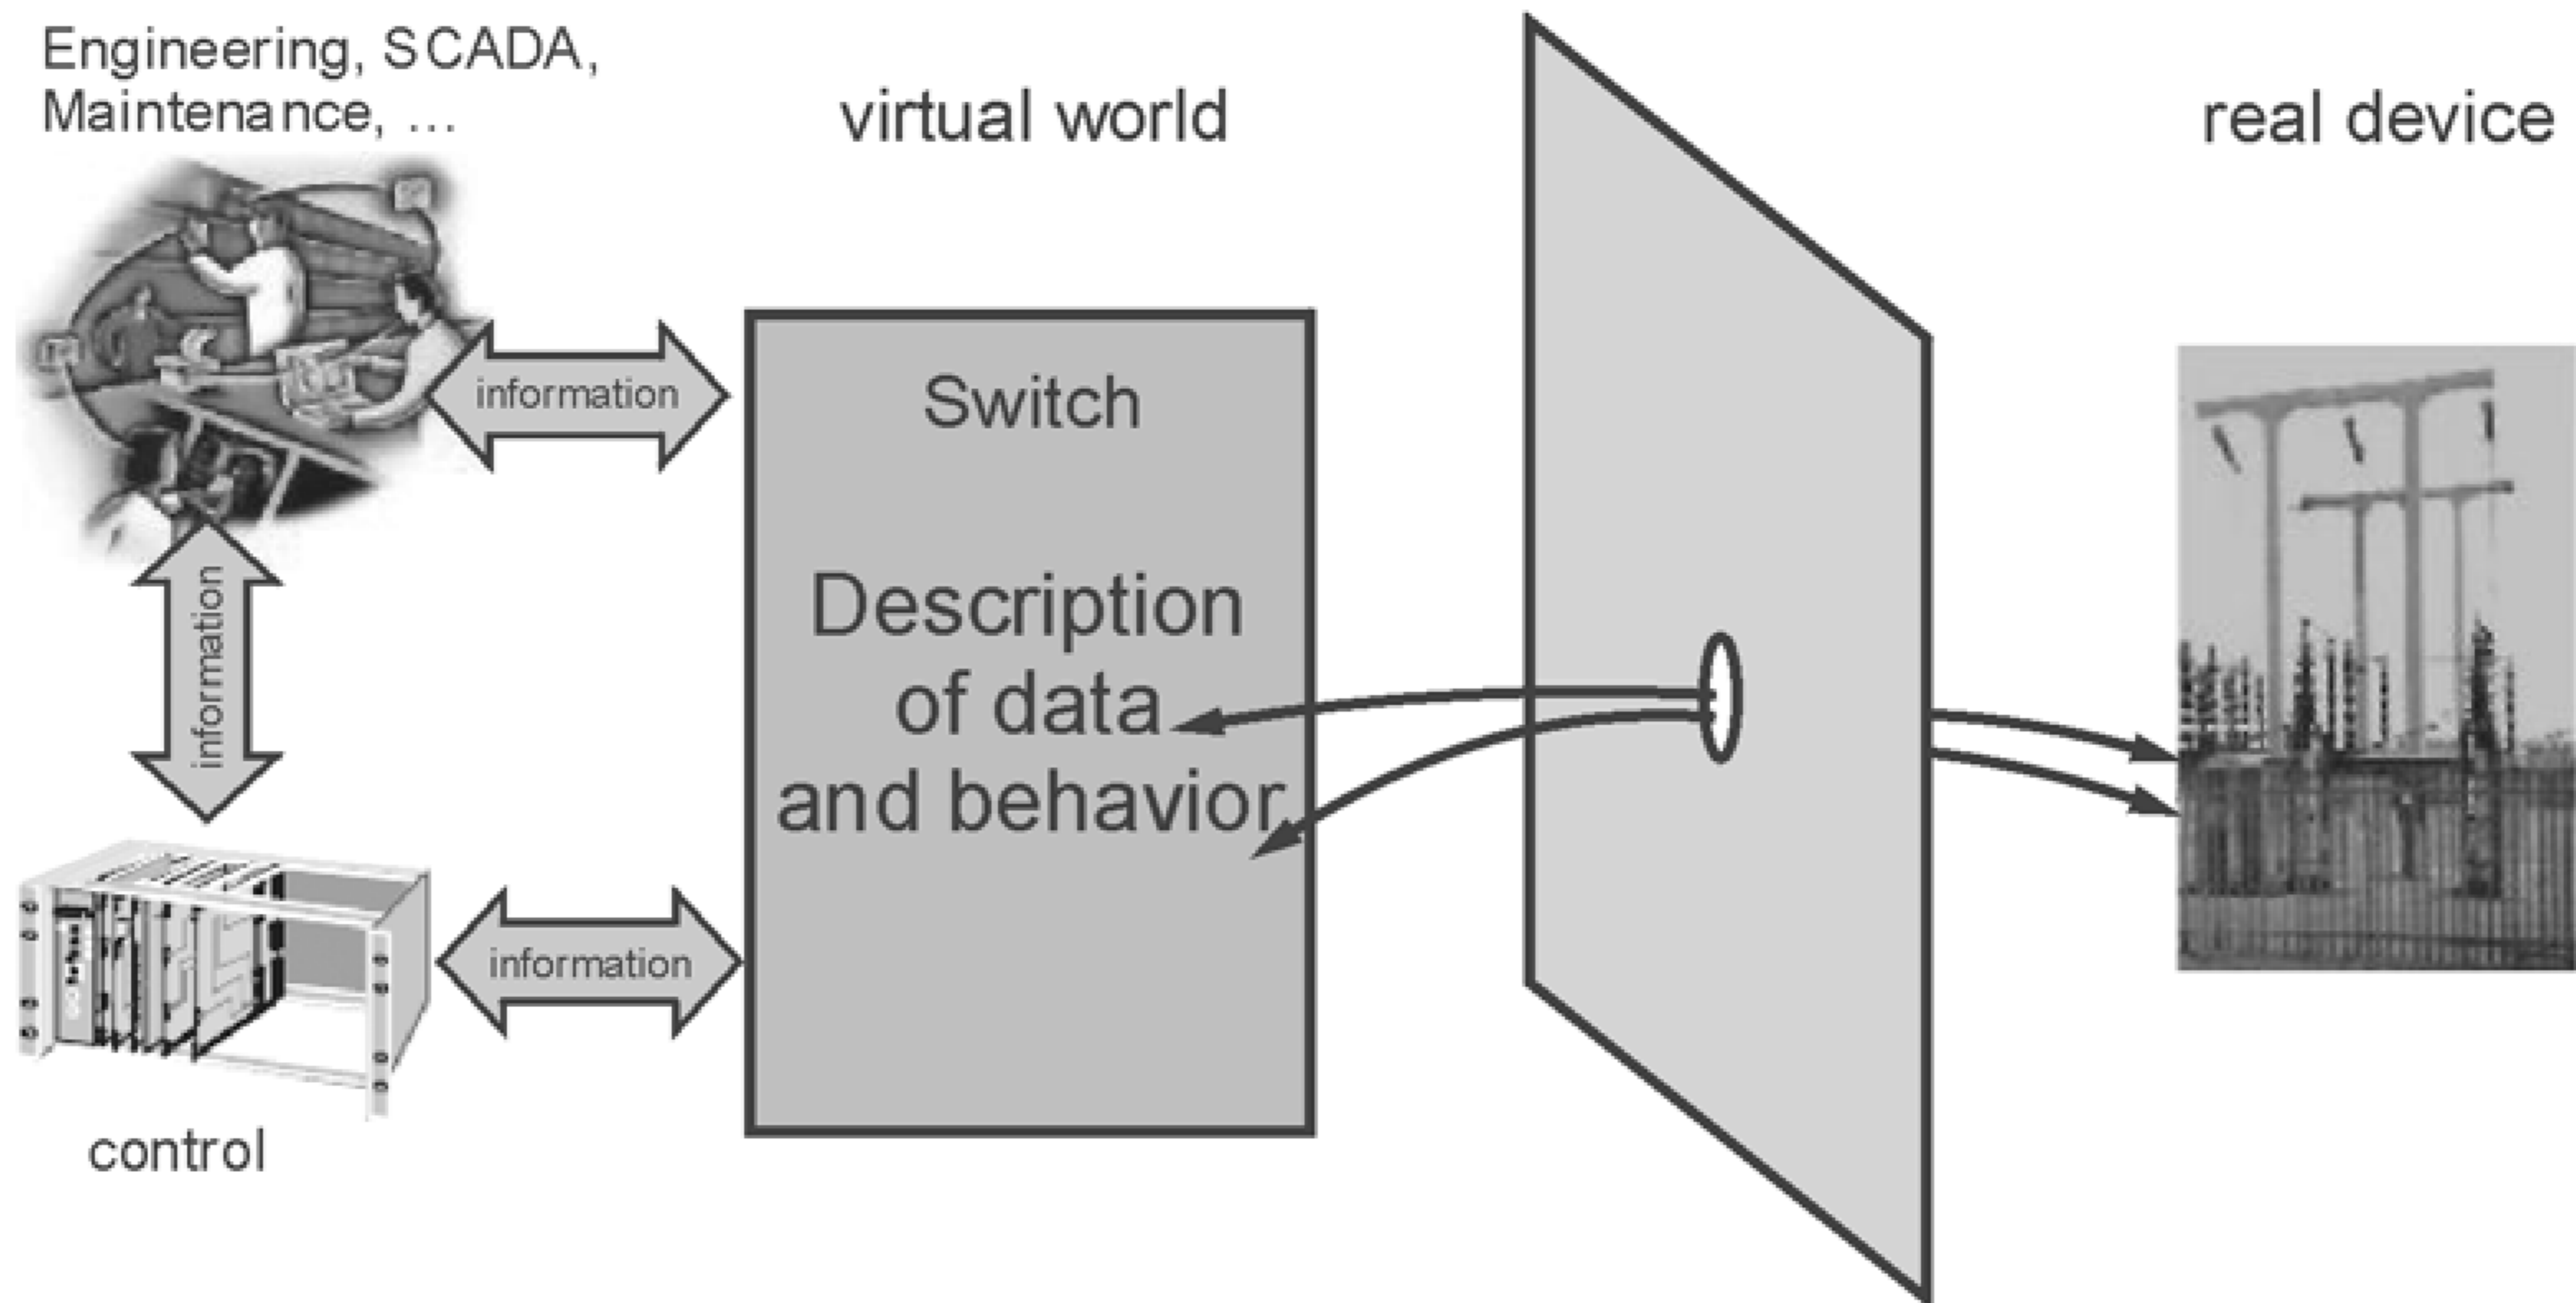 Engineering, SCADA,
Maintenance, ...
virtual world
real device
information
Switch
information
Description
of data
and behavior
information
control